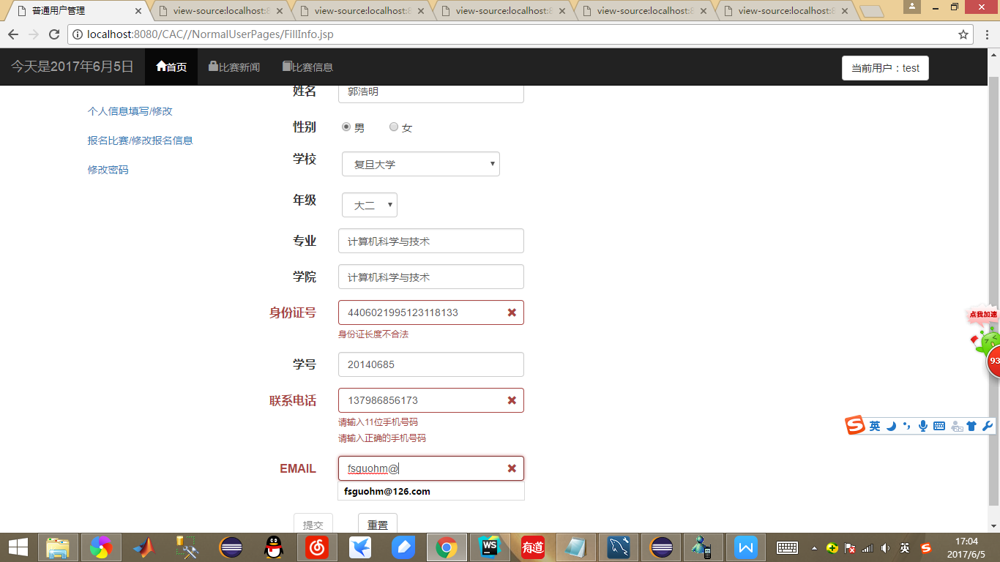 普通用户管理
view-source:localhost:8
view-source:localhost:8
view-source:localhost:8
view-source:localhost:8
view-source:localhost:8
localhost:8080/CAC//NormalUserPages/FillInfo.jsp
今天是2017年6月5日 首页 比赛新闻 比赛信息 当前用户：test
姓名 郭浩明
个人信息填写/修改
性别 男 女
报名比赛/修改报名信息
学校 复旦大学
修改密码
年级 大二
专业 计算机科学与技术
学院 计算机科学与技术
身份证号 4406021995123118133
点我加速
身份证长度不合法
93
学号 20140685
联系电话 137986856173
请输入11位手机号码
英
请输入正确的手机号码
EMAIL fsguohm@
fsguohm@126.com
提交 重置
WS
有道
英
17:04
2017/6/5